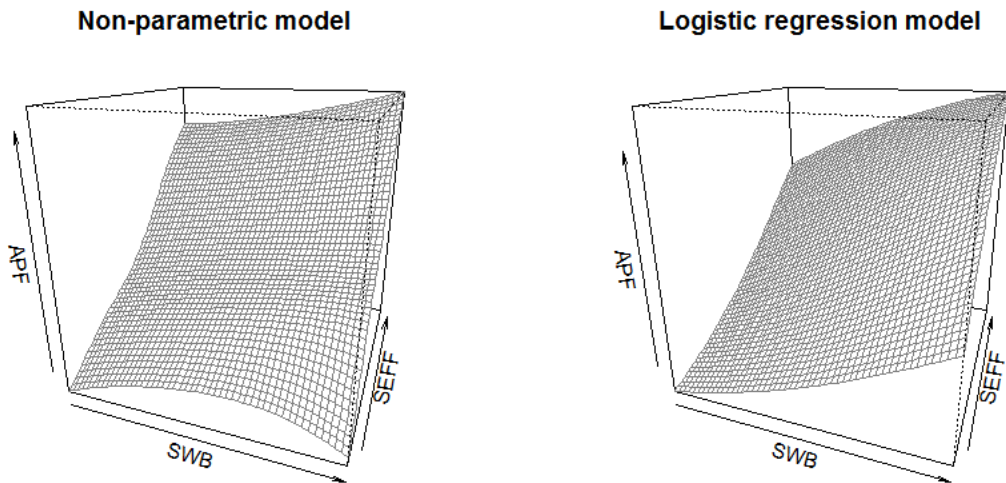 Non-parametric model
APF
SWB
SEFF
Logistic regression model
APF
SWB
SEFF